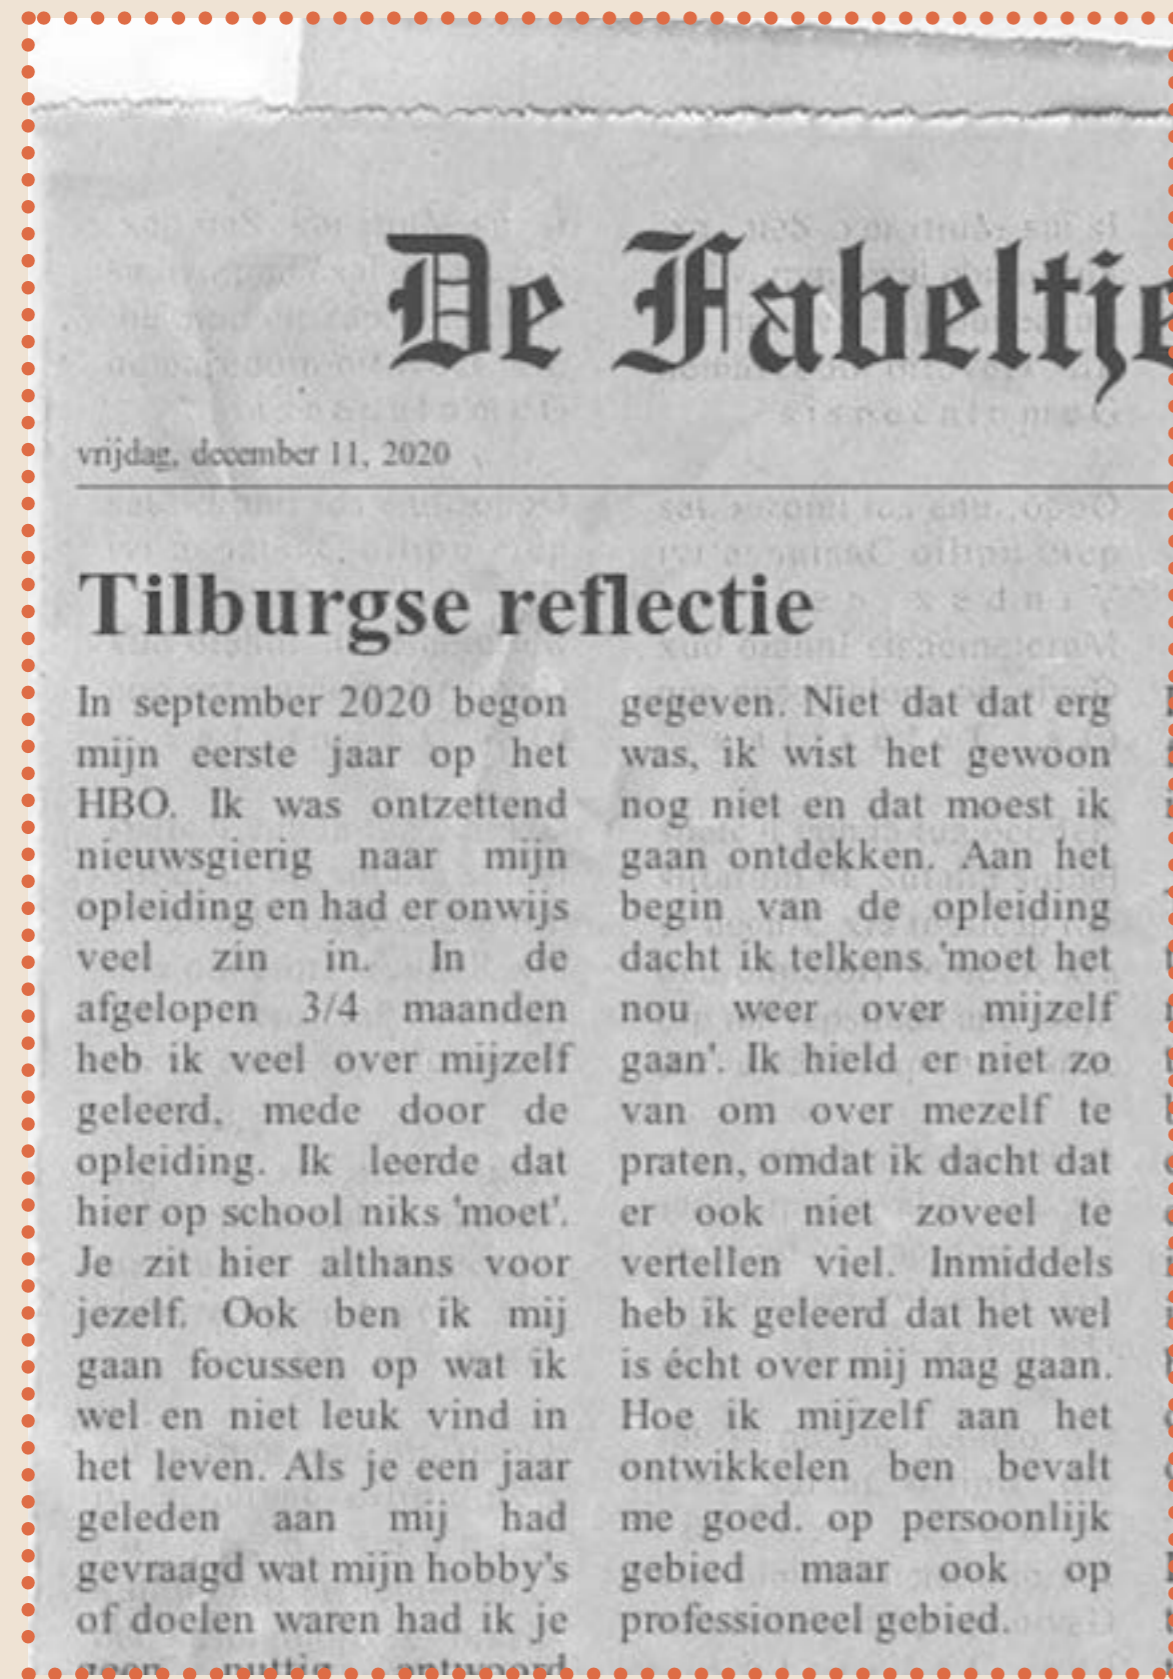 De Fabeltje
vrijdag, december 11, 2020
Tilburgse reflectie
In september 2020 begon
mijn eerste jaar op het
HBO. Ik was ontzettend
nieuwsgierig naar mijn
opleiding en had er onwijs
veel zin in. In de
afgelopen 3/4 maanden
heb ik veel over mijzelf
geleerd, mede door de
opleiding. Ik leerde dat
hier op school niks 'moet'.
Je zit hier althans voor
jezelf. Ook ben ik mij
gaan focussen op wat ik
wel en niet leuk vind in
het leven. Als je een jaar
geleden aan mij had
gevraagd wat mijn hobby's
of doelen waren had ik je
geen nuttig antwoord
gegeven. Niet dat dat erg
was, ik wist het gewoon
nog niet en dat moest ik
gaan ontdekken. Aan het
begin van de opleiding
dacht ik telkens 'moet het
nou weer over mijzelf
gaan'. Ik hield er niet zo
van om over mezelf te
praten, omdat ik dacht dat
er ook niet zoveel te
vertellen viel. Inmiddels
heb ik geleerd dat het wel
is écht over mij mag gaan.
Hoe ik mijzelf aan het
ontwikkelen ben bevalt
me goed. op persoonlijk
gebied maar ook op
professioneel gebied.